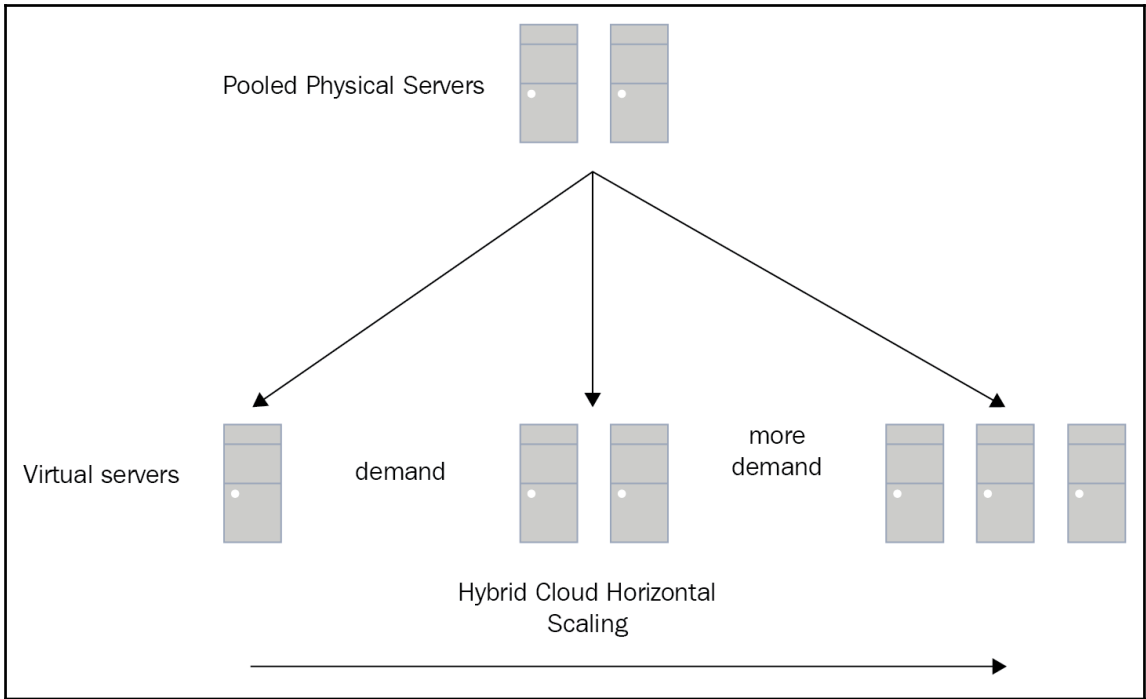 Pooled Physical Servers
Virtual servers
demand
more
demand
Hybrid Cloud Horizontal
Scaling